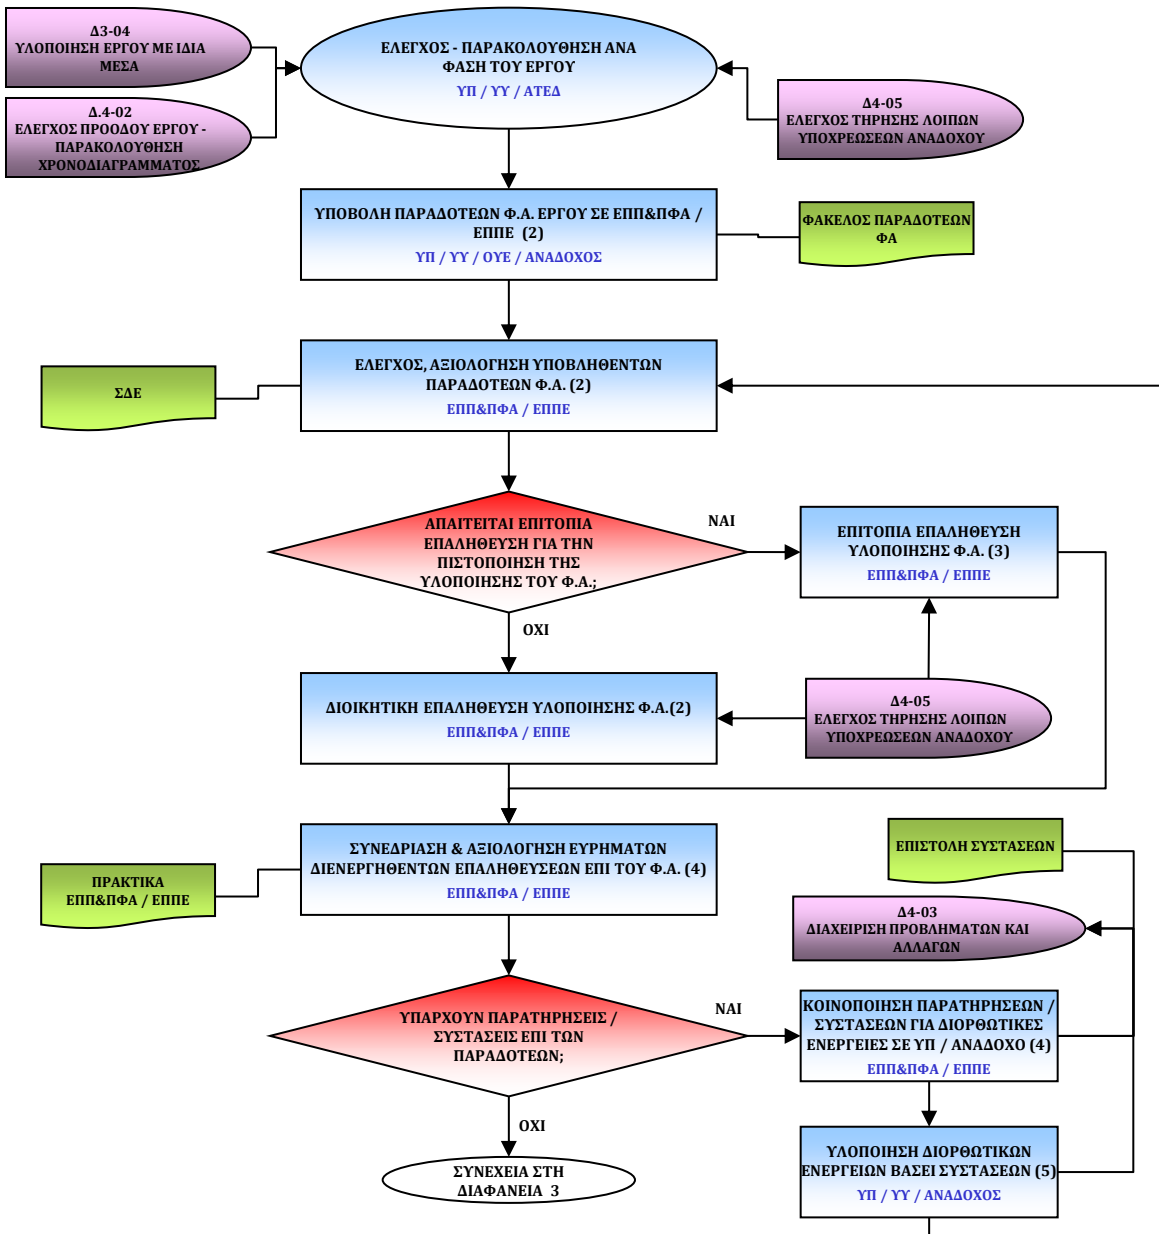 Δ3-04
ΥΛΟΠΟΙΗΣΗ ΕΡΓΟΥ ΜΕ ΙΔΙΑ
ΜΕΣΑ
Δ.4-02
ΕΛΕΓΧΟΣ ΠΡΟΟΔΟΥ ΕΡΓΟΥ -
ΠΑΡΑΚΟΛΟΥΘΗΣΗ
ΧΡΟΝΟΔΙΑΓΡΑΜΜΑΤΟΣ
ΕΛΕΓΧΟΣ - ΠΑΡΑΚΟΛΟΥΘΗΣΗ ΑΝΑ
ΦΑΣΗ ΤΟΥ ΕΡΓΟΥ
ΥΠ / ΥΥ / ΑΤΕΔ
Δ4-05
ΕΛΕΓΧΟΣ ΤΗΡΗΣΗΣ ΛΟΙΠΩΝ
ΥΠΟΧΡΕΩΣΕΩΝ ΑΝΑΔΟΧΟΥ
ΥΠΟΒΟΛΗ ΠΑΡΑΔΟΤΕΩΝ Φ.Α. ΕΡΓΟΥ ΣΕ ΕΠΠ&ΠΦΑ /
ΕΠΠΕ (2)
ΥΠ / ΥΥ / ΟΥΕ / ΑΝΑΔΟΧΟΣ
ΦΑΚΕΛΟΣ ΠΑΡΑΔΟΤΕΩΝ
ΦΑ
ΕΛΕΓΧΟΣ, ΑΞΙΟΛΟΓΗΣΗ ΥΠΟΒΛΗΘΕΝΤΩΝ
ΠΑΡΑΔΟΤΕΩΝ Φ.Α. (2)
ΕΠΠ&ΠΦΑ / ΕΠΠΕ
ΣΔΕ
ΑΠΑΙΤΕΙΤΑΙ ΕΠΙΤΟΠΙΑ
ΕΠΑΛΗΘΕΥΣΗ ΓΙΑ ΤΗΝ
ΠΙΣΤΟΠΟΙΗΣΗ ΤΗΣ
ΥΛΟΠΟΙΗΣΗΣ ΤΟΥ Φ.Α.;
ΝΑΙ
ΕΠΙΤΟΠΙΑ ΕΠΑΛΗΘΕΥΣΗ
ΥΛΟΠΟΙΗΣΗΣ Φ.Α. (3)
ΕΠΠ&ΠΦΑ / ΕΠΠΕ
ΟΧΙ
ΔΙΟΙΚΗΤΙΚΗ ΕΠΑΛΗΘΕΥΣΗ ΥΛΟΠΟΙΗΣΗΣ Φ.Α.(2)
ΕΠΠ&ΠΦΑ / ΕΠΠΕ
Δ4-05
ΕΛΕΓΧΟΣ ΤΗΡΗΣΗΣ ΛΟΙΠΩΝ
ΥΠΟΧΡΕΩΣΕΩΝ ΑΝΑΔΟΧΟΥ
ΣΥΝΕΔΡΙΑΣΗ & ΑΞΙΟΛΟΓΗΣΗ ΕΥΡΗΜΑΤΩΝ
ΔΙΕΝΕΡΓΗΘΕΝΤΩΝ ΕΠΑΛΗΘΕΥΣΕΩΝ ΕΠΙ ΤΟΥ Φ.Α. (4)
ΕΠΠ&ΠΦΑ / ΕΠΠΕ
ΠΡΑΚΤΙΚΑ
ΕΠΠ&ΠΦΑ / ΕΠΠΕ
ΕΠΙΣΤΟΛΗ ΣΥΣΤΑΣΕΩΝ
Δ4-03
ΔΙΑΧΕΙΡΙΣΗ ΠΡΟΒΛΗΜΑΤΩΝ ΚΑΙ
ΑΛΛΑΓΩΝ
ΥΠΑΡΧΟΥΝ ΠΑΡΑΤΗΡΗΣΕΙΣ /
ΣΥΣΤΑΣΕΙΣ ΕΠΙ ΤΩΝ
ΠΑΡΑΔΟΤΕΩΝ;
ΝΑΙ
ΚΟΙΝΟΠΟΙΗΣΗ ΠΑΡΑΤΗΡΗΣΕΩΝ /
ΣΥΣΤΑΣΕΩΝ ΓΙΑ ΔΙΟΡΘΩΤΙΚΕΣ
ΕΝΕΡΓΕΙΕΣ ΣΕ ΥΠ / ΑΝΑΔΟΧΟ (4)
ΕΠΠ&ΠΦΑ / ΕΠΠΕ
ΟΧΙ
ΣΥΝΕΧΕΙΑ ΣΤΗ
ΔΙΑΦΑΝΕΙΑ 3
ΥΛΟΠΟΙΗΣΗ ΔΙΟΡΘΩΤΙΚΩΝ
ΕΝΕΡΓΕΙΩΝ ΒΑΣΕΙ ΣΥΣΤΑΣΕΩΝ (5)
ΥΠ / ΥΥ / ΑΝΑΔΟΧΟΣ